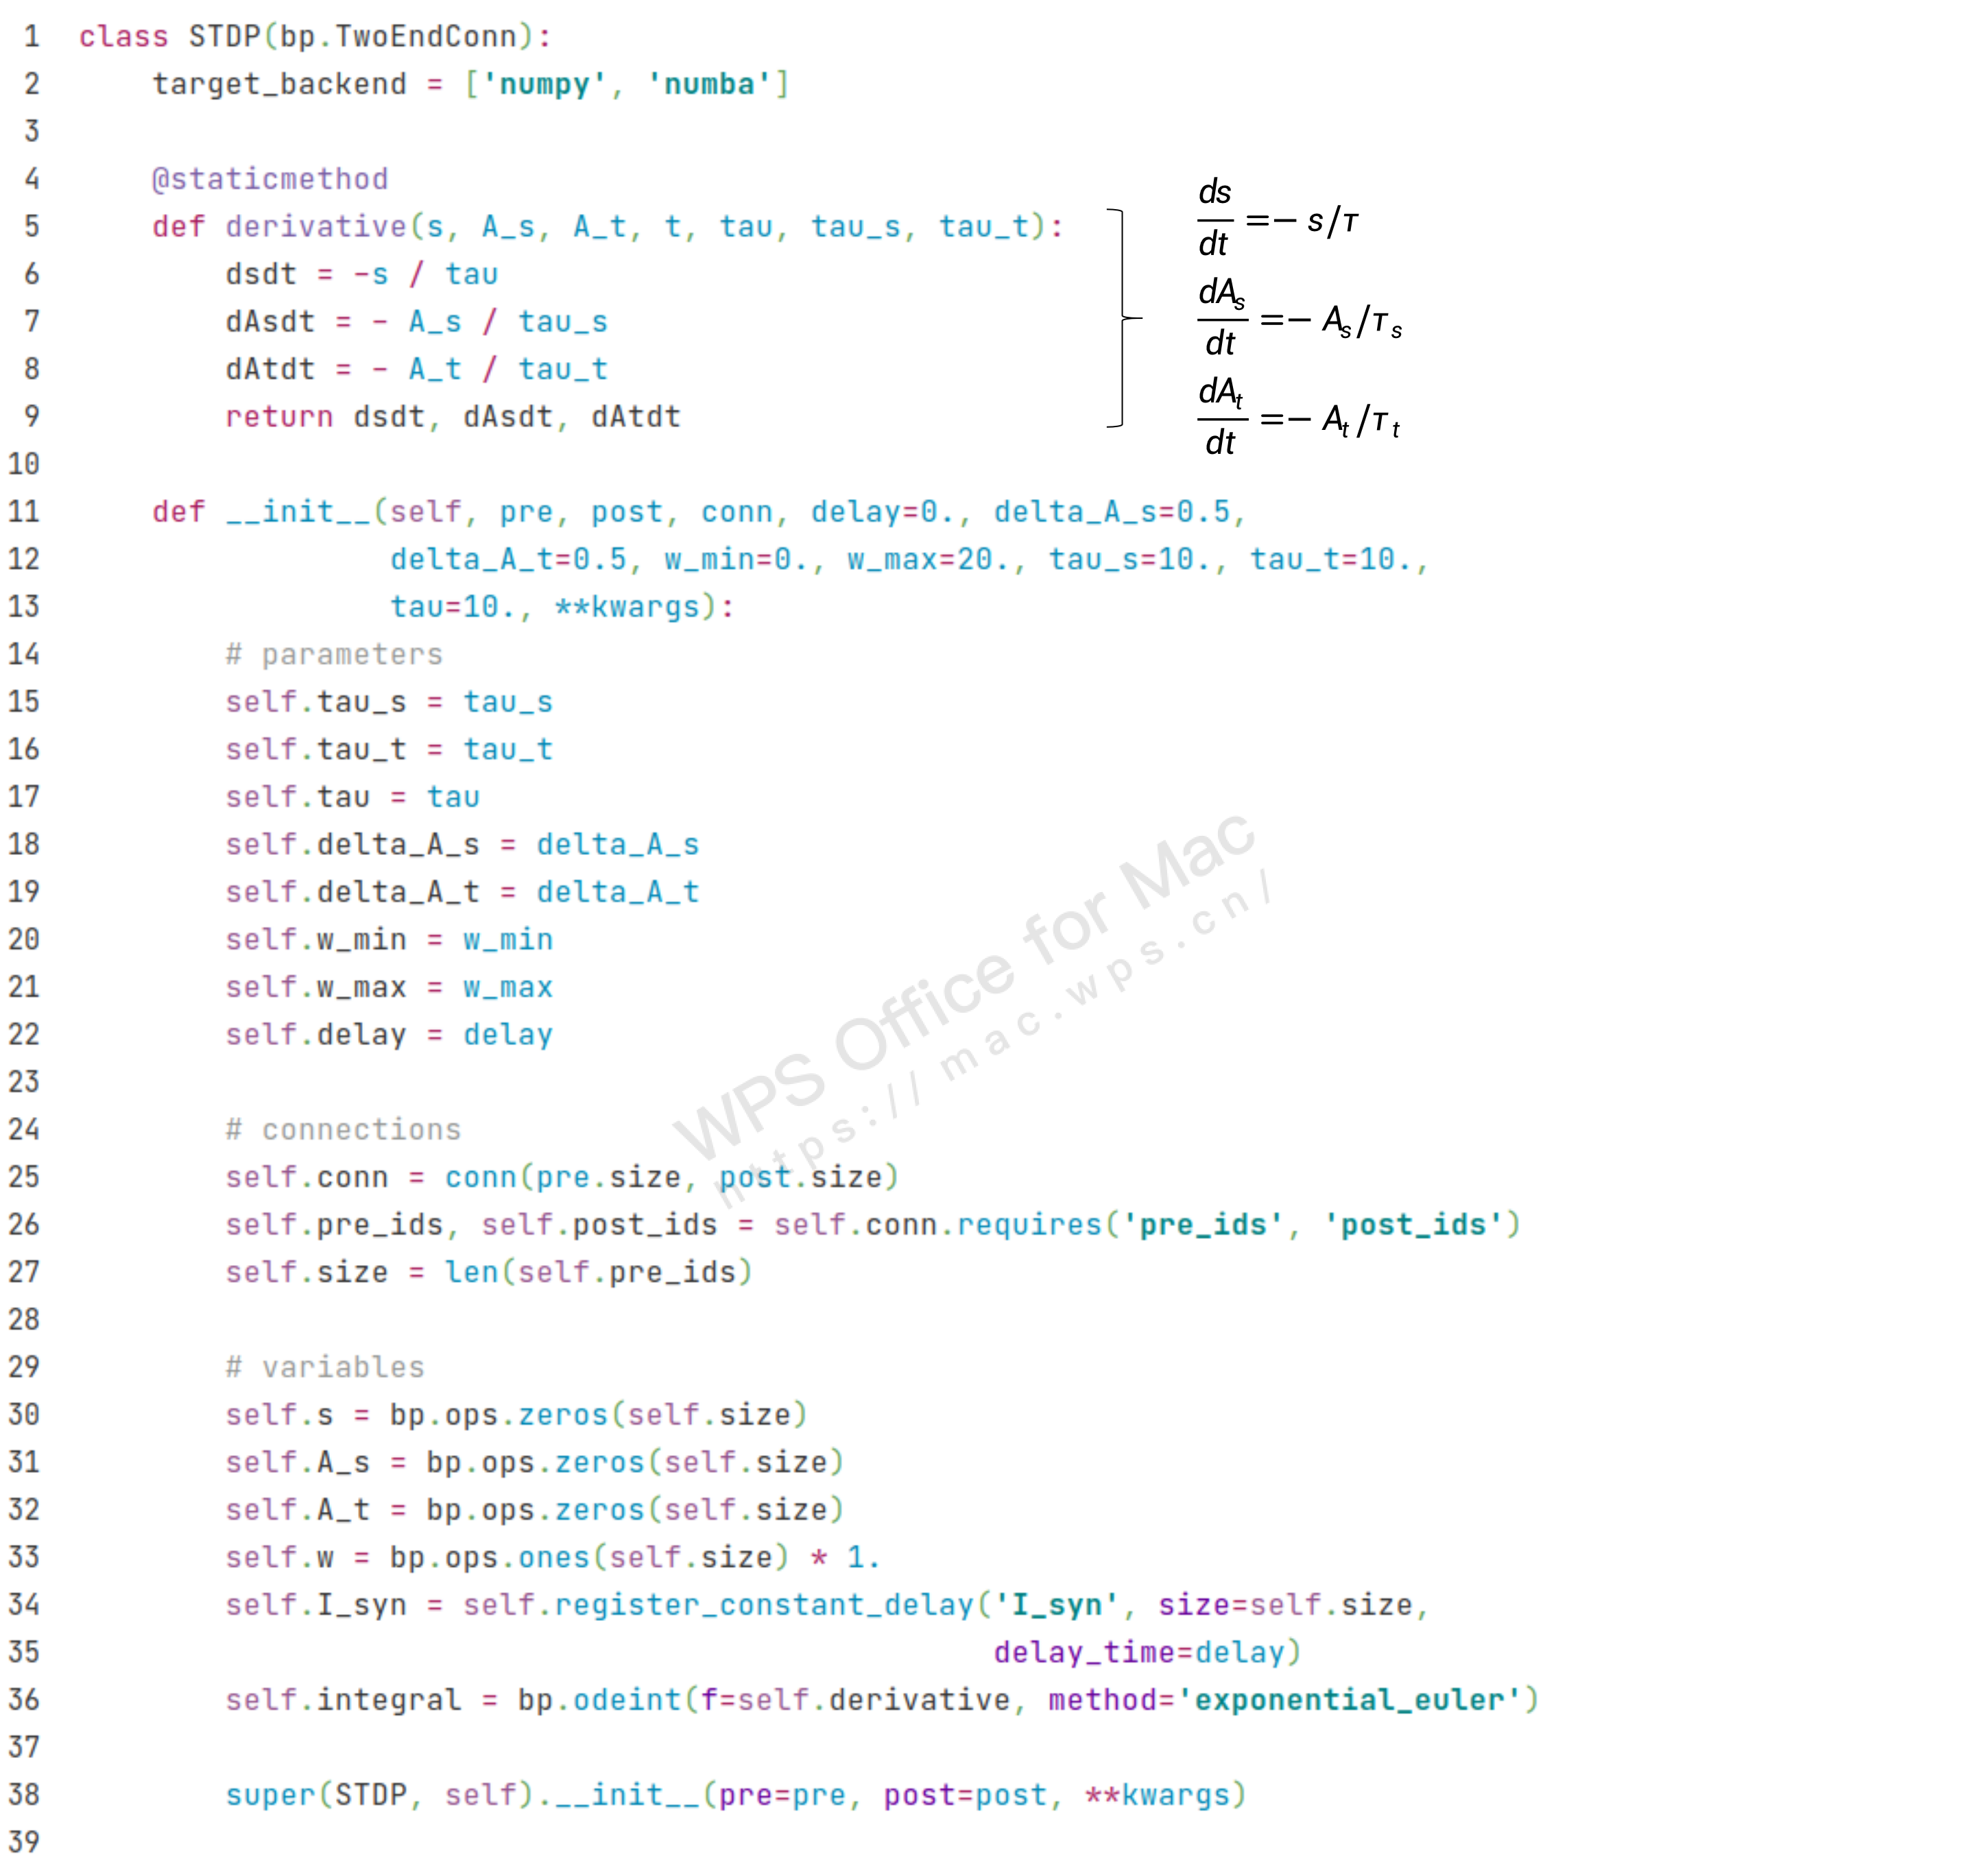 1 class STDP(bp.TwoEndConn):
2     target_backend = ['numpy', 'numba']
3
4     @staticmethod
5     def derivative(s, A_s, A_t, t, tau, tau_s, tau_t):
6         dsdt = -s / tau
7         dAsdt = - A_s / tau_s
8         dAtdt = - A_t / tau_t
9         return dsdt, dAsdt, dAtdt
ds/dt =− s/τ
dAs/dt =− As/τs
dAt/dt =− At/τt
10
11     def __init__(self, pre, post, conn, delay=0., delta_A_s=0.5,
12                  delta_A_t=0.5, w_min=0., w_max=20., tau_s=10., tau_t=10.,
13                  tau=10., **kwargs):
14         # parameters
15         self.tau_s = tau_s
16         self.tau_t = tau_t
17         self.tau = tau
18         self.delta_A_s = delta_A_s
19         self.delta_A_t = delta_A_t
20         self.w_min = w_min
21         self.w_max = w_max
22         self.delay = delay
23
24         # connections
25         self.conn = conn(pre.size, post.size)
26         self.pre_ids, self.post_ids = self.conn.requires('pre_ids', 'post_ids')
27         self.size = len(self.pre_ids)
28
29         # variables
30         self.s = bp.ops.zeros(self.size)
31         self.A_s = bp.ops.zeros(self.size)
32         self.A_t = bp.ops.zeros(self.size)
33         self.w = bp.ops.ones(self.size) * 1.
34         self.I_syn = self.register_constant_delay('I_syn', size=self.size,
35                                                   delay_time=delay)
36         self.integral = bp.odeint(f=self.derivative, method='exponential_euler')
37
38         super(STDP, self).__init__(pre=pre, post=post, **kwargs)
39
WPS Office for Mac
https://mac.wps.cn/